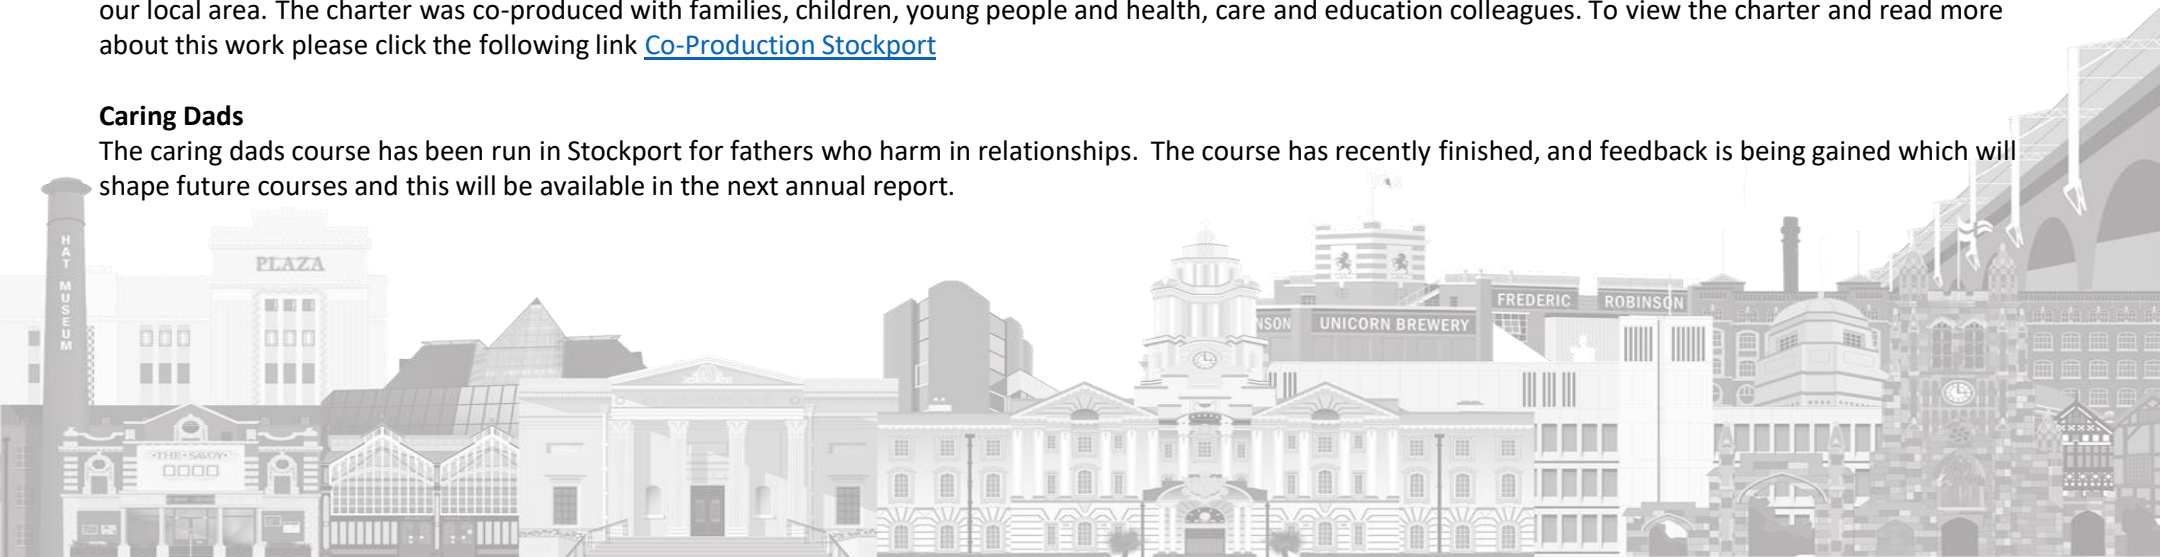 our local area. The charter was co-produced with families, children, young people and health, care and education colleagues. To view the charter and read more
about this work please click the following link Co-Production Stockport
Caring Dads
The caring dads course has been run in Stockport for fathers who harm in relationships.  The course has recently finished, and feedback is being gained which will
shape future courses and this will be available in the next annual report.
HAT MUSEUM
PLAZA
FREDERIC ROBINSON
NSON UNICORN BREWERY
·THE·SAVOY·